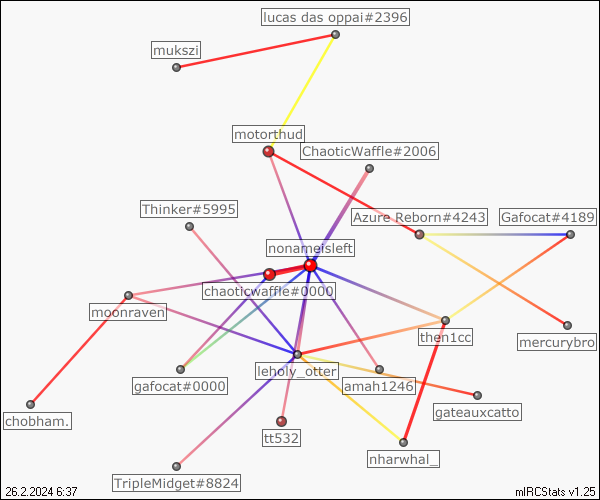 lucas das oppai#2396
mukszi
motorthud
ChaoticWaffle#2006
Thinker#5995
Azure Reborn#4243
Gafocat#4189
nonameisleft
chaoticwaffle#0000
moonraven
then1cc
mercurybro
leholy_otter
gafocat#0000
amah1246
gateauxcatto
chobham.
tt532
nharwhal_
TripleMidget#8824
26.2.2024 6:37
mIRCStats v1.25